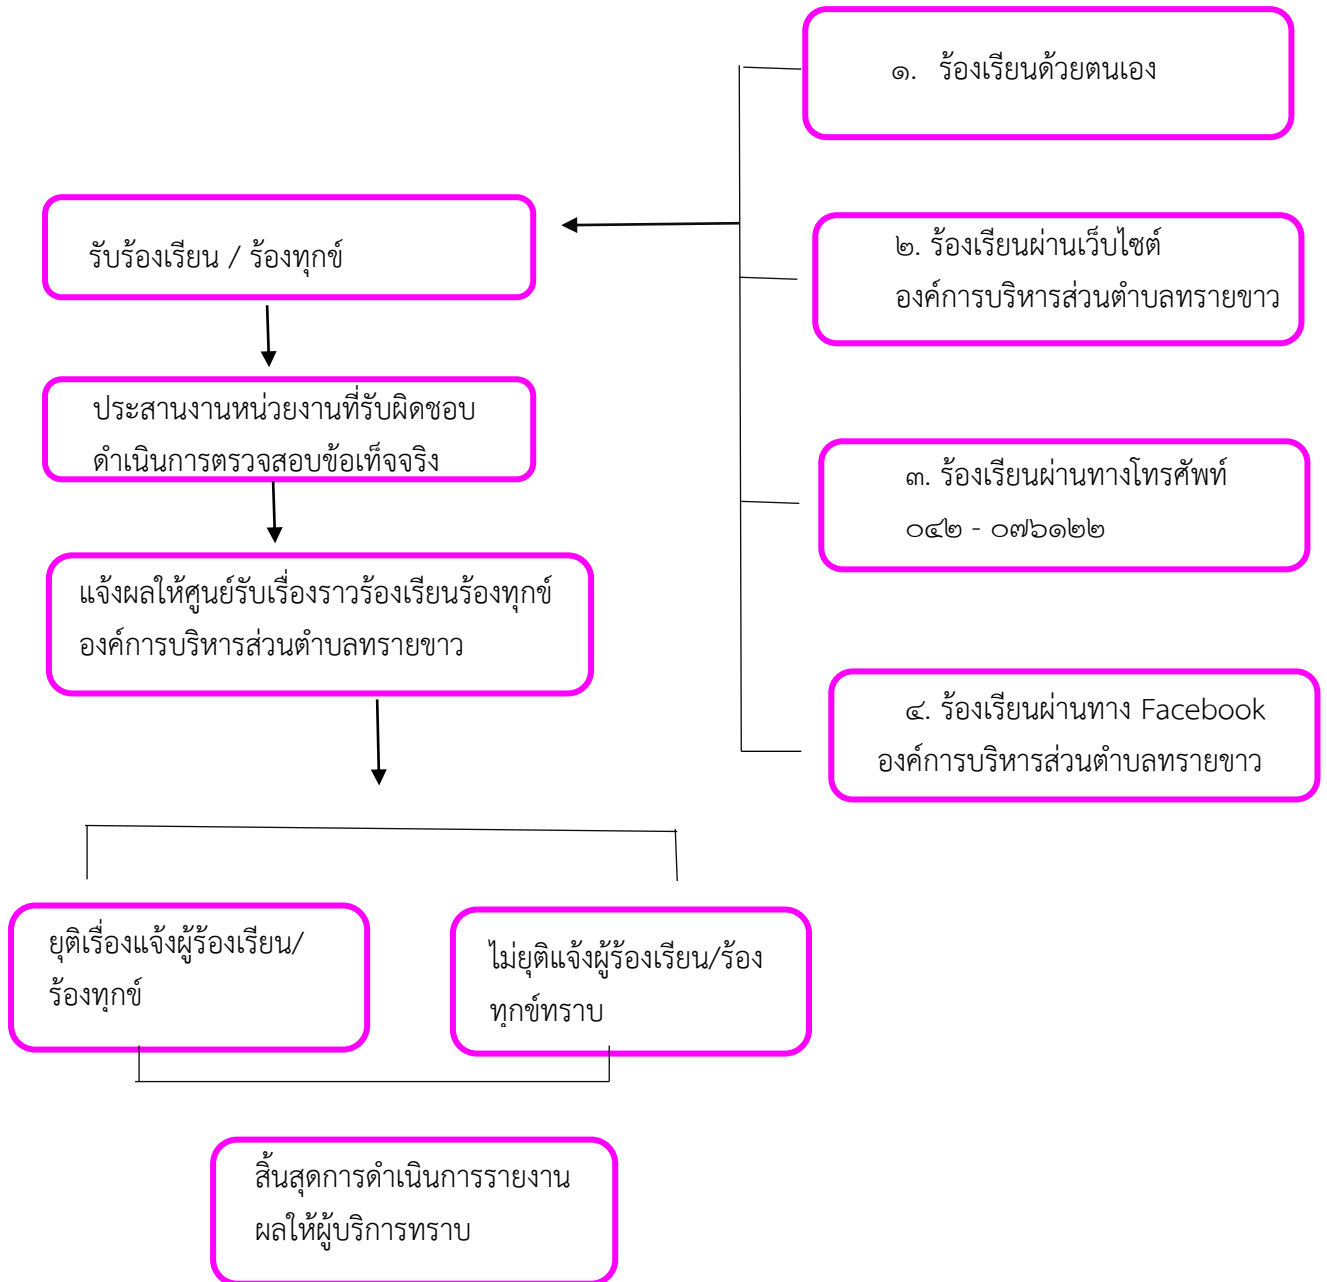 ๑. ร้องเรียนด้วยตนเอง
รับร้องเรียน / ร้องทุกข์
๒. ร้องเรียนผ่านเว็บไซต์
องค์การบริหารส่วนตำบลทรายขาว
ประสานงานหน่วยงานที่รับผิดชอบ
ดำเนินการตรวจสอบข้อเท็จจริง
๓. ร้องเรียนผ่านทางโทรศัพท์
๐๔๒ - ๐๗๖๑๒๒
แจ้งผลให้ศูนย์รับเรื่องราวร้องเรียนร้องทุกข์
องค์การบริหารส่วนตำบลทรายขาว
๔. ร้องเรียนผ่านทาง Facebook
องค์การบริหารส่วนตำบลทรายขาว
ยุติเรื่องแจ้งผู้ร้องเรียน/
ร้องทุกข์
ไม่ยุติแจ้งผู้ร้องเรียน/ร้อง
ทุกข์ทราบ
สิ้นสุดการดำเนินการรายงาน
ผลให้ผู้บริการทราบ